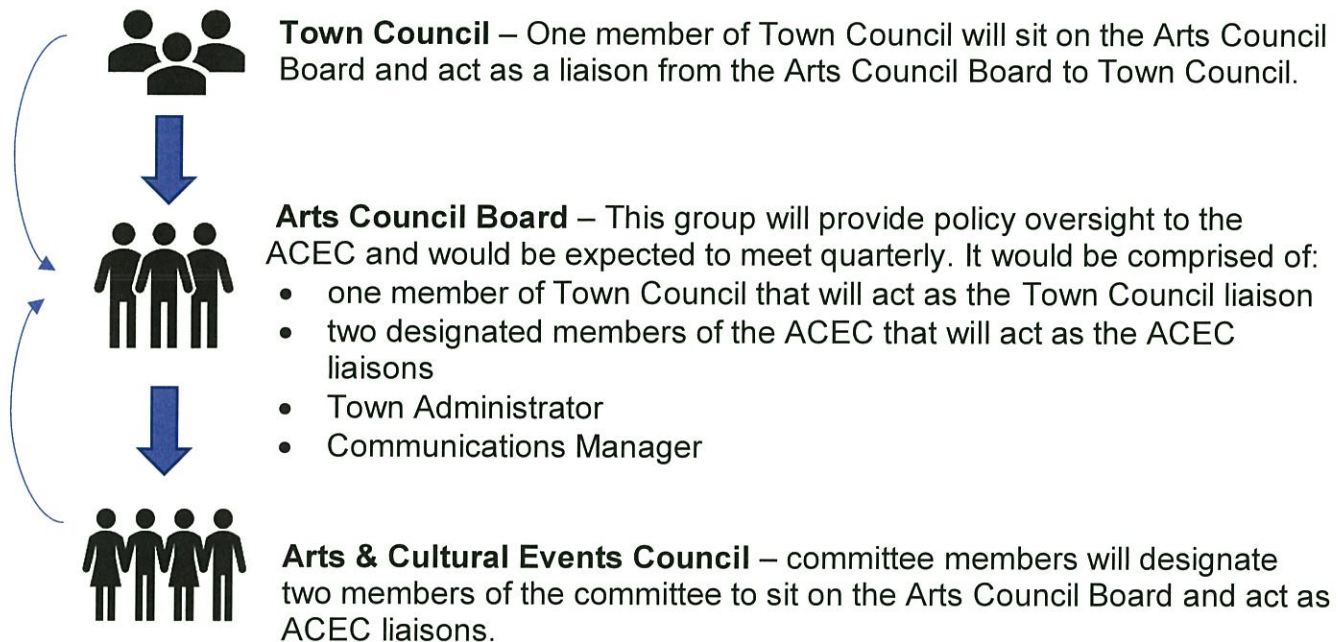 Town Council – One member of Town Council will sit on the Arts Council
Board and act as a liaison from the Arts Council Board to Town Council.
Arts Council Board – This group will provide policy oversight to the
ACEC and would be expected to meet quarterly. It would be comprised of:
• one member of Town Council that will act as the Town Council liaison
• two designated members of the ACEC that will act as the ACEC
liaisons
• Town Administrator
• Communications Manager
Arts & Cultural Events Council – committee members will designate
two members of the committee to sit on the Arts Council Board and act as
ACEC liaisons.